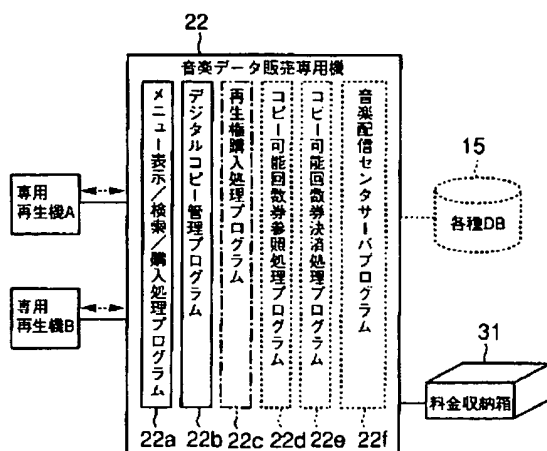 22
音楽データ販売専用機
メニュー表示／検索／購入処理プログラム
デジタルコピー管理プログラム
再生権購入処理プログラム
コピー可能回数券参照処理プログラム
コピー可能回数券決済処理プログラム
音楽配信センタサーバプログラム
専用
再生機A
専用
再生機B
15
各種DB
31
料金収納箱
22a
22b
22c
22d
22e
22f